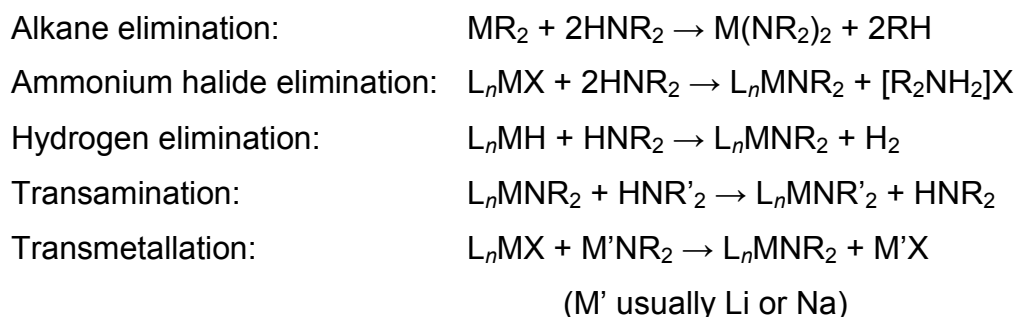 Alkane elimination: MR₂ + 2HNR₂ → M(NR₂)₂ + 2RH
Ammonium halide elimination: LₙMX + 2HNR₂ → LₙMNR₂ + [R₂NH₂]X
Hydrogen elimination: LₙMH + HNR₂ → LₙMNR₂ + H₂
Transamination: LₙMNR₂ + HNR’₂ → LₙMNR’₂ + HNR₂
Transmetallation: LₙMX + M’NR₂ → LₙMNR₂ + M’X
(M’ usually Li or Na)